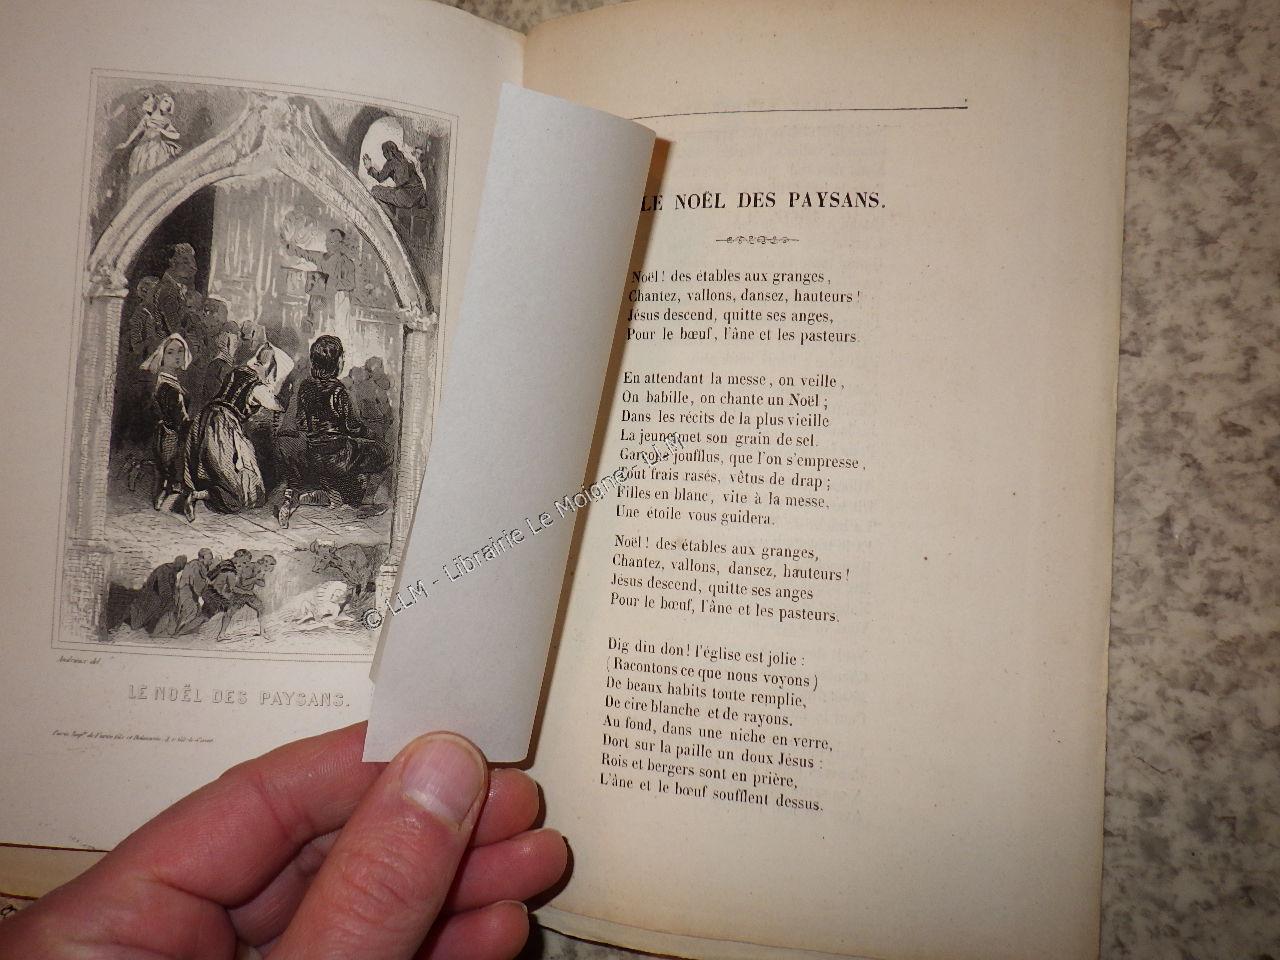 Andrieux del.
LE NOËL DES PAYSANS.
© LLM - Librairie Le Moigne - LLM
LE NOËL DES PAYSANS.
Noël ! des étables aux granges,
Chantez, vallons, dansez, hauteurs !
Jésus descend, quitte ses anges,
Pour le bœuf, l'âne et les pasteurs.
En attendant la messe, on veille,
On babille, on chante un Noël ;
Dans les récits de la plus vieille
La jeune met son grain de sel.
Garçons joufflus, que l'on s'empresse,
Tout frais rasés, vêtus de drap ;
Filles en blanc, vite à la messe,
Une étoile vous guidera.
Noël ! des étables aux granges,
Chantez, vallons, dansez, hauteurs !
Jésus descend, quitte ses anges
Pour le bœuf, l'âne et les pasteurs.
Dig din don ! l'église est jolie :
(Racontons ce que nous voyons)
De beaux habits toute remplie,
De cire blanche et de rayons.
Au fond, dans une niche en verre,
Dort sur la paille un doux Jésus :
Rois et bergers sont en prière,
L'âne et le bœuf soufflent dessus.